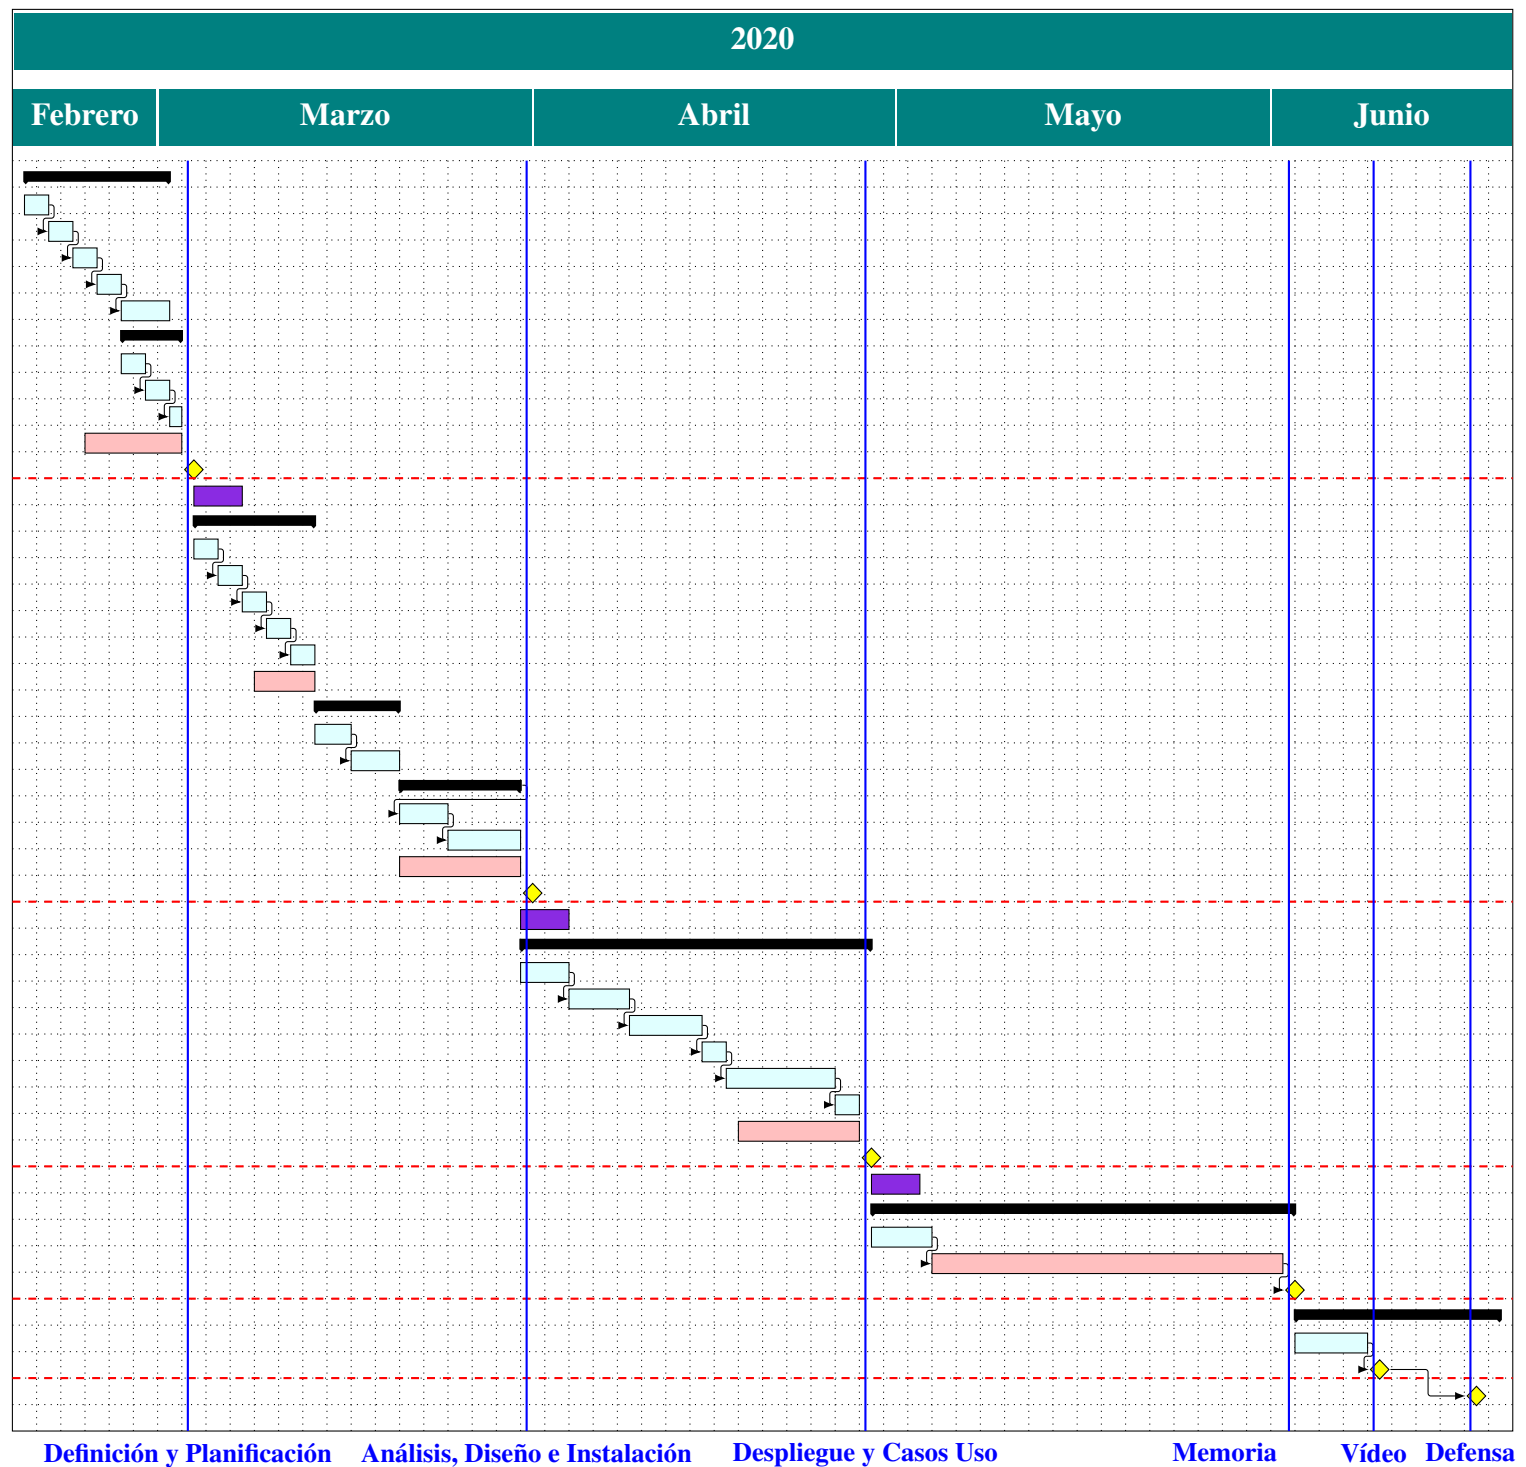 2020
Febrero Marzo Abril Mayo Junio
Definición y Planificación Análisis, Diseño e Instalación Despliegue y Casos Uso Memoria Vídeo Defensa